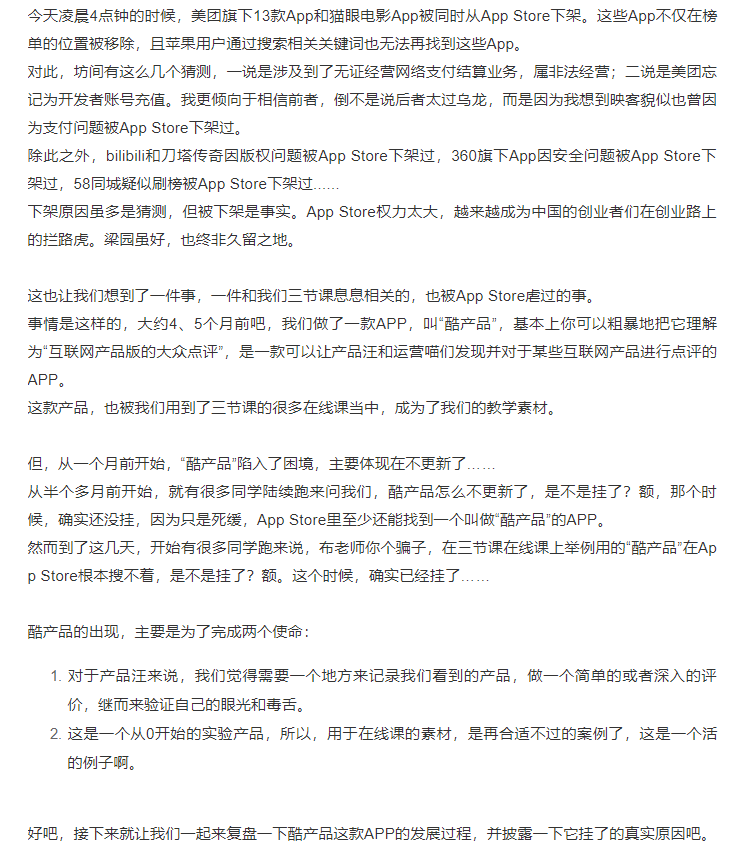 今天凌晨4点钟的时候，美团旗下13款App和猫眼电影App被同时从App Store下架。这些App不仅在榜
单的位置被移除，且苹果用户通过搜索相关关键词也无法再找到这些App。
对此，坊间有这么几个猜测，一说是涉及到了无证经营网络支付结算业务，属非法经营；二说是美团忘
记为开发者账号充值。我更倾向于相信前者，倒不是说后者太过乌龙，而是因为我想到映客貌似也曾因
为支付问题被App Store下架过。
除此之外，bilibili和刀塔传奇因版权问题被App Store下架过，360旗下App因安全问题被App Store下
架过，58同城疑似刷榜被App Store下架过......
下架原因虽多是猜测，但被下架是事实。App Store权力太大，越来越成为中国的创业者们在创业路上
的拦路虎。梁园虽好，也终非久留之地。
这也让我们想到了一件事，一件和我们三节课息息相关的，也被App Store虐过的事。
事情是这样的，大约4、5个月前吧，我们做了一款APP，叫“酷产品”，基本上你可以粗暴地把它理解
为“互联网产品版的大众点评”，是一款可以让产品汪和运营喵们发现并对于某些互联网产品进行点评的
APP。
这款产品，也被我们用到了三节课的很多在线课当中，成为了我们的教学素材。
但，从一个月前开始，“酷产品”陷入了困境，主要体现在不更新了……
从半个多月前开始，就有很多同学陆续跑来问我们，酷产品怎么不更新了，是不是挂了？额，那个时
候，确实还没挂，因为只是死缓，App Store里至少还能找到一个叫做“酷产品”的APP。
然而到了这几天，开始有很多同学跑来说，布老师你个骗子，在三节课在线课上举例用的“酷产品”在Ap
p Store根本搜不着，是不是挂了？额。这个时候，确实已经挂了……
酷产品的出现，主要是为了完成两个使命：
1. 对于产品汪来说，我们觉得需要一个地方来记录我们看到的产品，做一个简单的或者深入的评
价，继而来验证自己的眼光和毒舌。
2. 这是一个从0开始的实验产品，所以，用于在线课的素材，是再合适不过的案例了，这是一个活
的例子啊。
好吧，接下来就让我们一起来复盘一下酷产品这款APP的发展过程，并披露一下它挂了的真实原因吧。